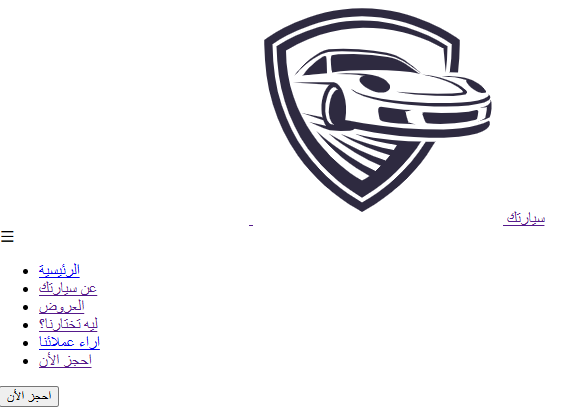 سيارتك
☰
الرئيسية
عن سيارتك
العروض
ليه تختارنا؟
اراء عملائنا
احجز الأن
احجز الأن